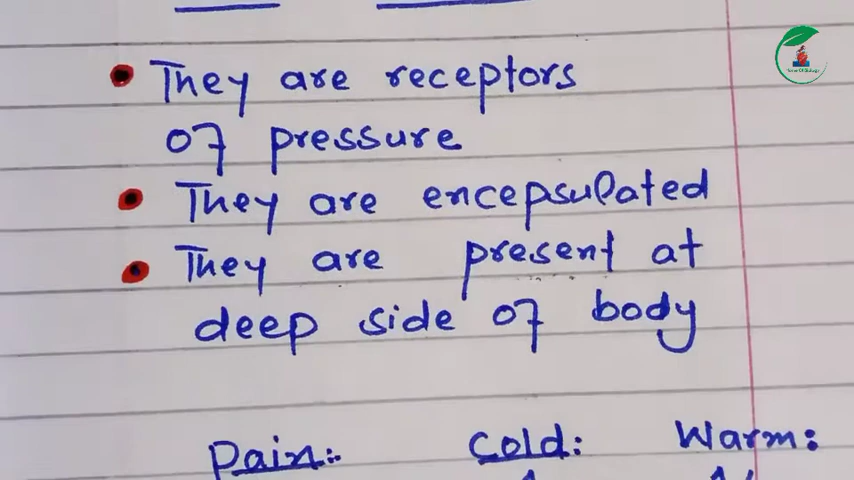 They are receptors
of pressure
They are encepsulated
They are present at
deep side of body
Pain:- Cold: Warm: